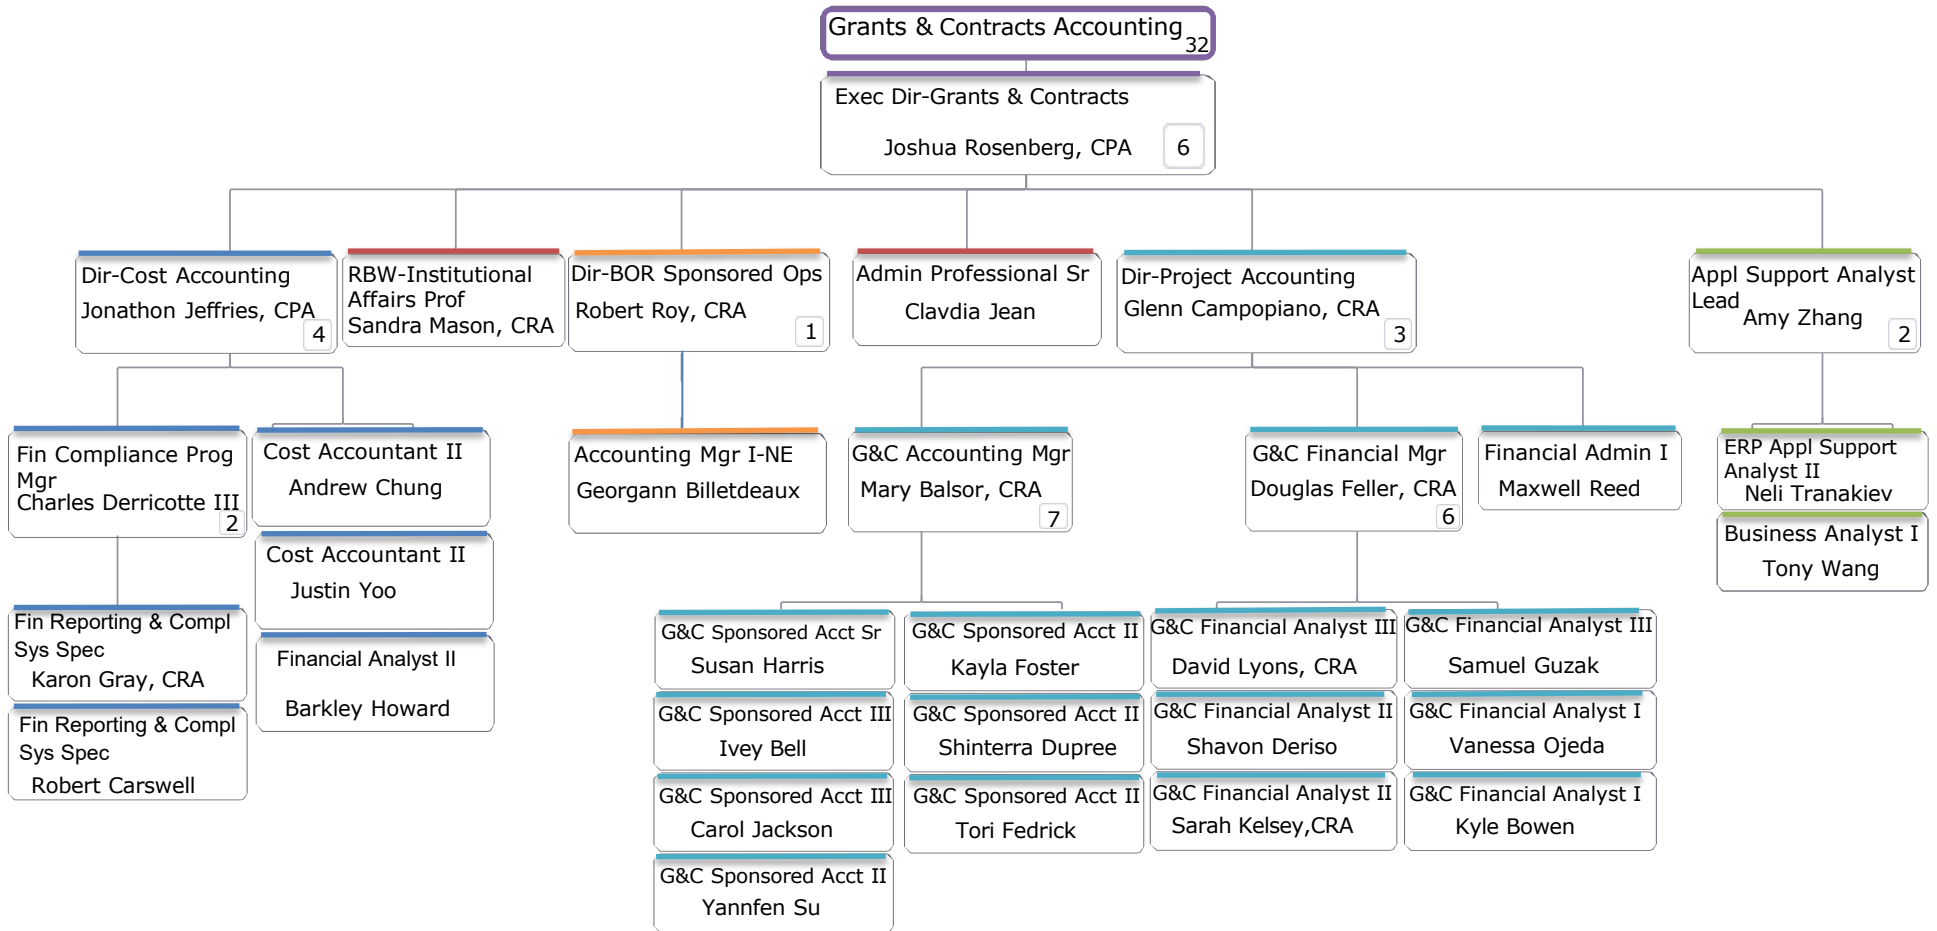 Grants & Contracts Accounting
32
Exec Dir-Grants & Contracts
Joshua Rosenberg, CPA
6
Dir-Cost Accounting
Jonathon Jeffries, CPA
4
RBW-Institutional
Affairs Prof
Sandra Mason, CRA
Dir-BOR Sponsored Ops
Robert Roy, CRA
1
Admin Professional Sr
Clavdia Jean
Dir-Project Accounting
Glenn Campopiano, CRA
3
Appl Support Analyst
Lead
Amy Zhang
2
Fin Compliance Prog
Mgr
Charles Derricotte III
2
Cost Accountant II
Andrew Chung
Accounting Mgr I-NE
Georgann Billetdeaux
G&C Accounting Mgr
Mary Balsor, CRA
7
G&C Financial Mgr
Douglas Feller, CRA
6
Financial Admin I
Maxwell Reed
ERP Appl Support
Analyst II
Neli Tranakiev
Business Analyst I
Tony Wang
Cost Accountant II
Justin Yoo
Financial Analyst II
Barkley Howard
Fin Reporting & Compl
Sys Spec
Karon Gray, CRA
Fin Reporting & Compl
Sys Spec
Robert Carswell
G&C Sponsored Acct Sr
Susan Harris
G&C Sponsored Acct III
Ivey Bell
G&C Sponsored Acct III
Carol Jackson
G&C Sponsored Acct II
Yannfen Su
G&C Sponsored Acct II
Kayla Foster
G&C Sponsored Acct II
Shinterra Dupree
G&C Sponsored Acct II
Tori Fedrick
G&C Financial Analyst III
David Lyons, CRA
G&C Financial Analyst II
Shavon Deriso
G&C Financial Analyst II
Sarah Kelsey,CRA
G&C Financial Analyst III
Samuel Guzak
G&C Financial Analyst I
Vanessa Ojeda
G&C Financial Analyst I
Kyle Bowen